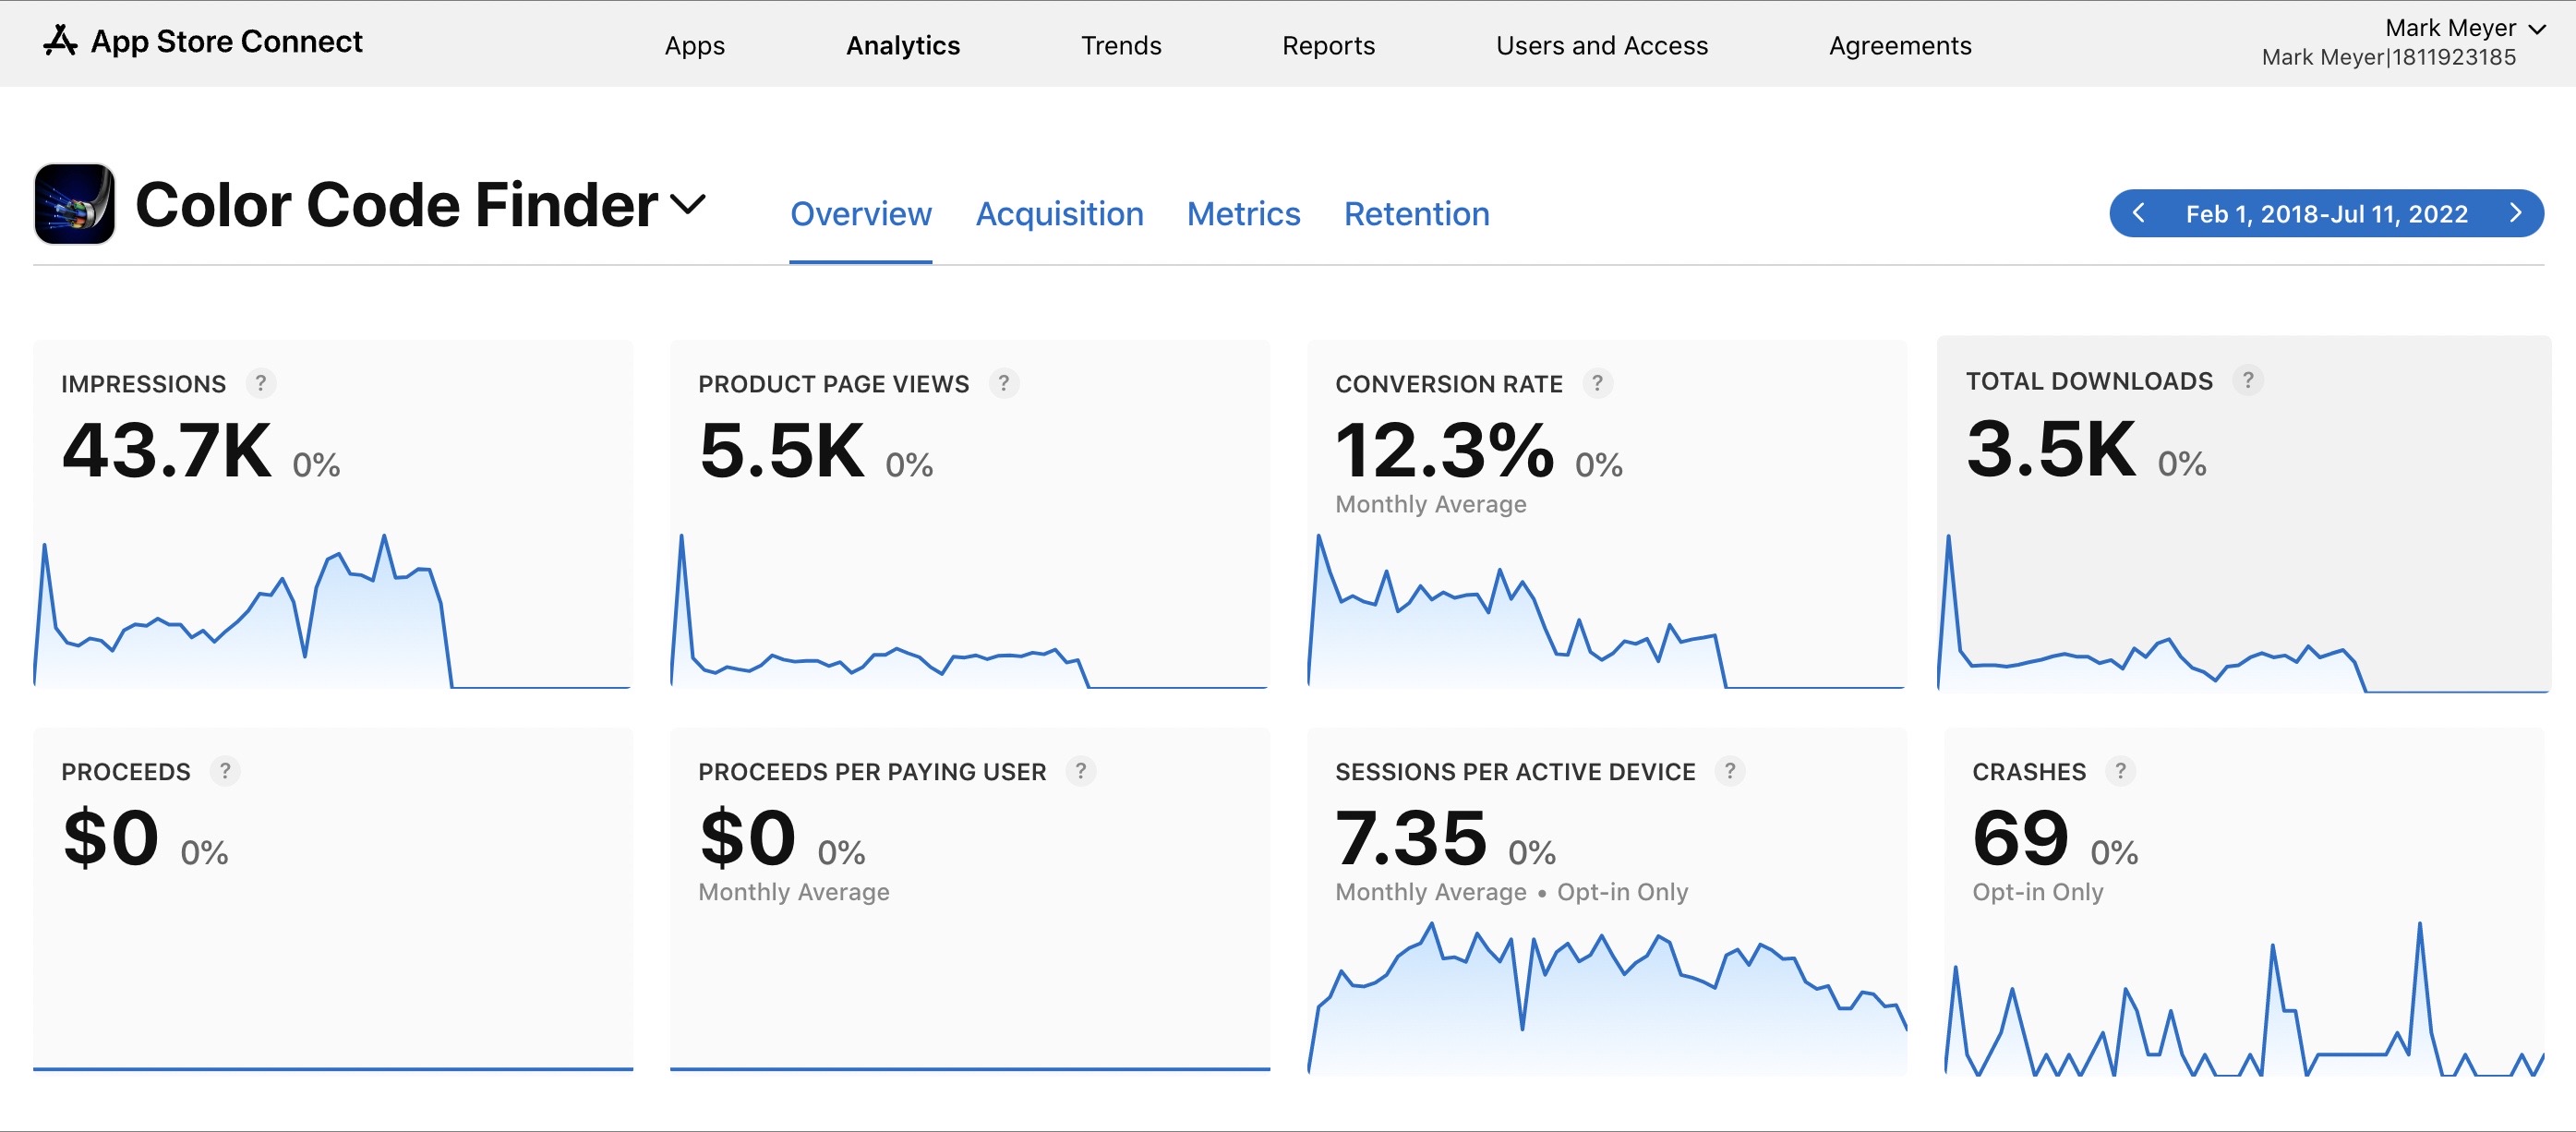 App Store Connect
Apps
Analytics
Trends
Reports
Users and Access
Agreements
Mark Meyer
Mark Meyer|1811923185
Color Code Finder
Overview
Acquisition
Metrics
Retention
Feb 1, 2018-Jul 11, 2022
IMPRESSIONS ?
43.7K 0%
PRODUCT PAGE VIEWS ?
5.5K 0%
CONVERSION RATE ?
12.3% 0%
Monthly Average
TOTAL DOWNLOADS ?
3.5K 0%
PROCEEDS ?
$0 0%
PROCEEDS PER PAYING USER ?
$0 0%
Monthly Average
SESSIONS PER ACTIVE DEVICE ?
7.35 0%
Monthly Average • Opt-in Only
CRASHES ?
69 0%
Opt-in Only